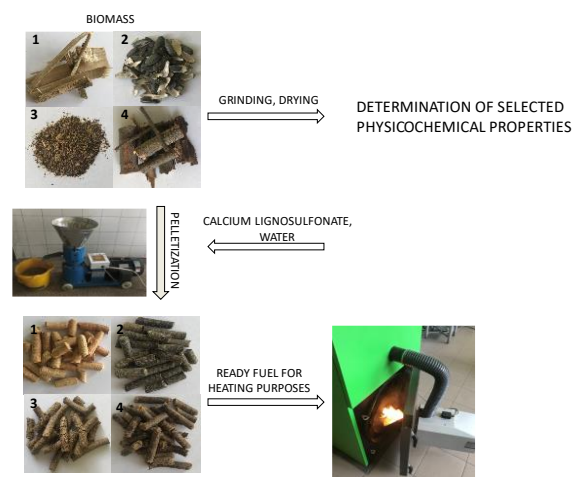 BIOMASS
1
2
3
4
GRINDING, DRYING
DETERMINATION OF SELECTED
PHYSICOCHEMICAL PROPERTIES
PELLETIZATION
CALCIUM LIGNOSULFONATE,
WATER
1
2
3
4
READY FUEL FOR
HEATING PURPOSES